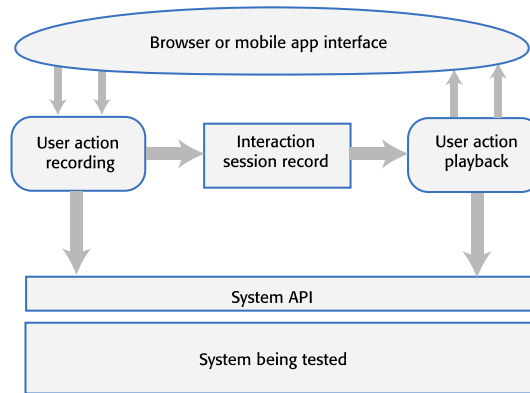 Browser or mobile app interface
User action
recording
Interaction
session record
User action
playback
System API
System being tested